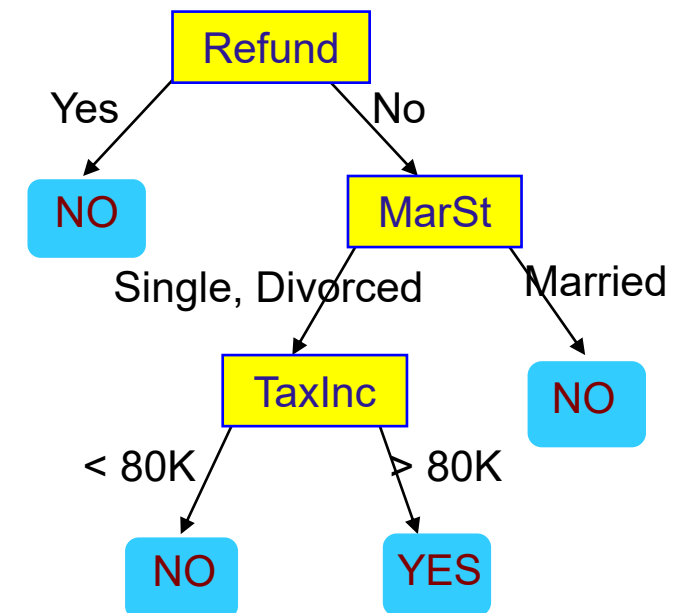 Refund
Yes
No
NO
MarSt
Single, Divorced
Married
TaxInc
NO
< 80K
> 80K
NO
YES